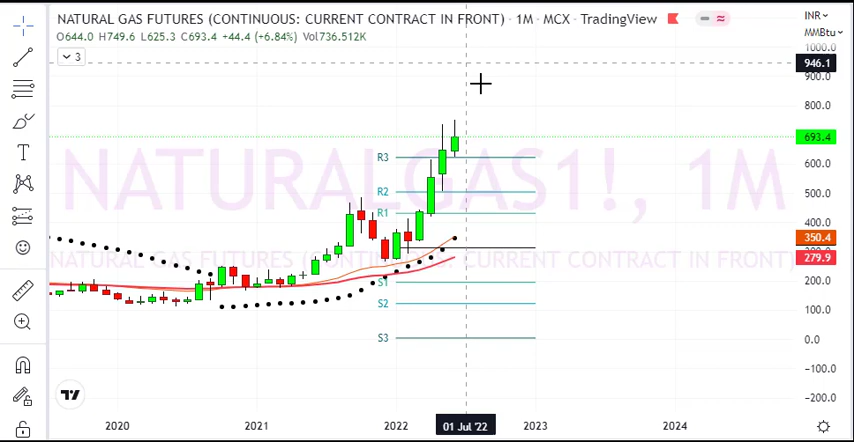 NATURAL GAS FUTURES (CONTINUOUS: CURRENT CONTRACT IN FRONT) · 1M · MCX · TradingView
INR
O644.0 H749.6 L625.3 C693.4 +44.4 (+6.84%) Vol736.512K
MMBtu
3
1000.0
946.1
900.0
800.0
693.4
R3
600.0
NATURALGAS1!, 1M
R2
500.0
R1
400.0
350.4
NATURAL GAS FUTURES (CONTINUOUS: CURRENT CONTRACT IN FRONT)
279.9
S1
200.0
S2
100.0
S3
0.0
-100.0
-200.0
2020 2021 2022 01 Jul '22 2023 2024